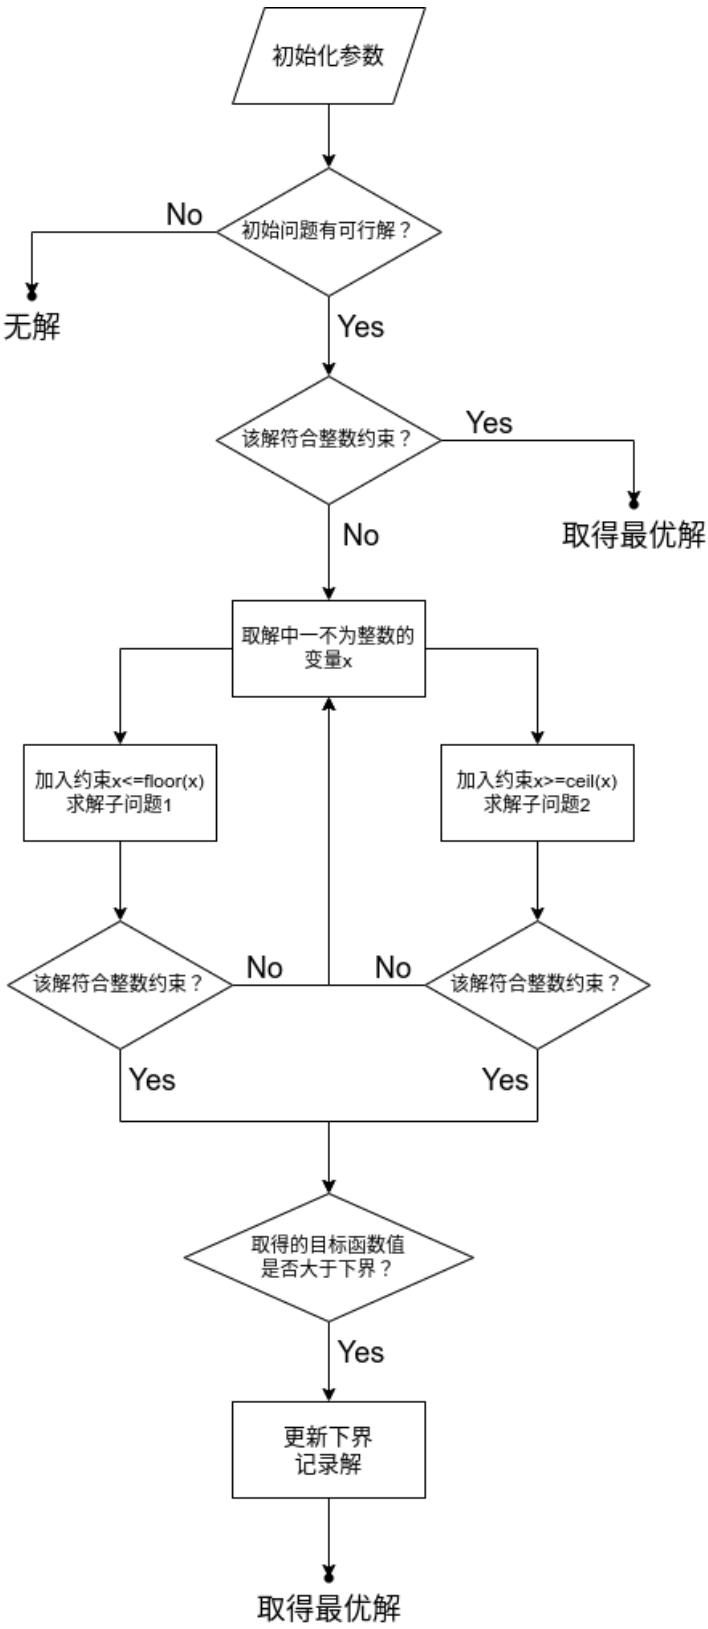 初始化参数
初始问题有可行解？
No
无解
Yes
该解符合整数约束？
Yes
取得最优解
No
取解中一不为整数的
变量x
加入约束x<=floor(x)
求解子问题1
加入约束x>=ceil(x)
求解子问题2
该解符合整数约束？
No
No
该解符合整数约束？
Yes
Yes
取得的目标函数值
是否大于下界？
Yes
更新下界
记录解
取得最优解